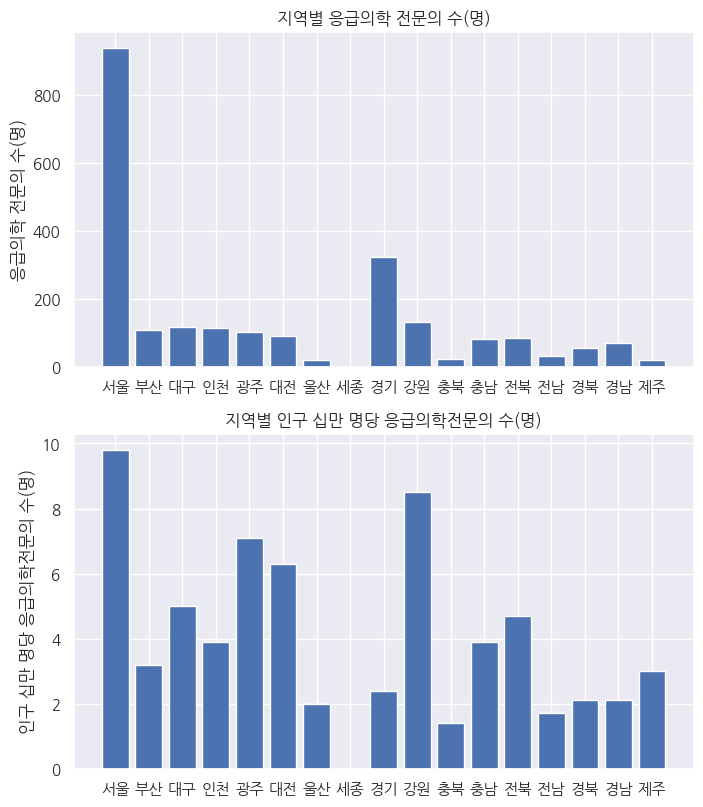 지역별 응급의학 전문의 수(명)
응급의학 전문의 수(명)
800
600
400
200
0
서울 부산 대구 인천 광주 대전 울산 세종 경기 강원 충북 충남 전북 전남 경북 경남 제주
지역별 인구 십만 명당 응급의학전문의 수(명)
인구 십만 명당 응급의학전문의 수(명)
10
8
6
4
2
0
서울 부산 대구 인천 광주 대전 울산 세종 경기 강원 충북 충남 전북 전남 경북 경남 제주